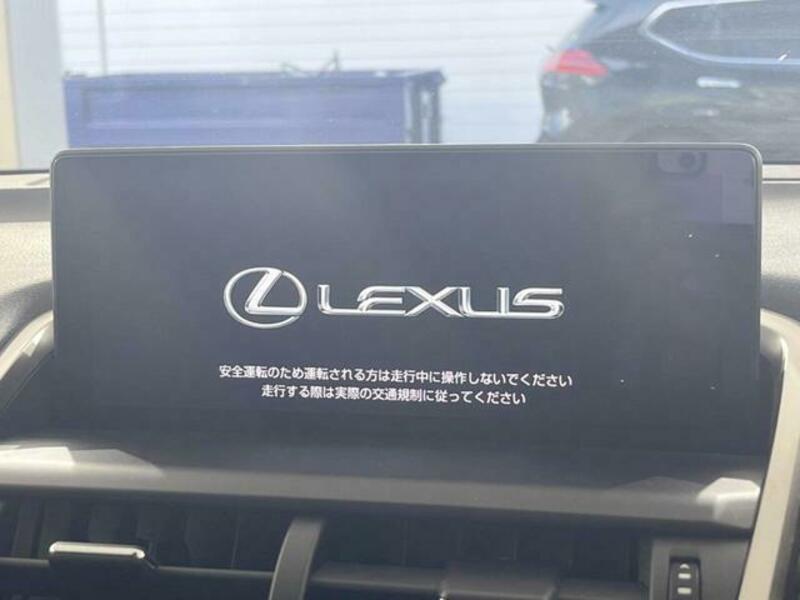 LEXUS
安全運転のため運転される方は走行中に操作しないでください
走行する際は実際の交通規制に従ってください